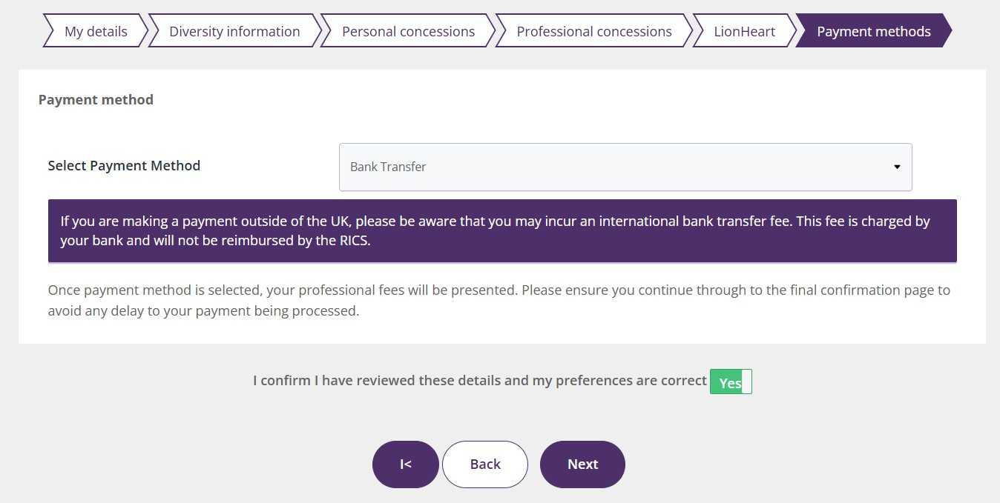 My details
Diversity information
Personal concessions
Professional concessions
LionHeart
Payment methods
Payment method
Select Payment Method
Bank Transfer
If you are making a payment outside of the UK, please be aware that you may incur an international bank transfer fee. This fee is charged by
your bank and will not be reimbursed by the RICS.
Once payment method is selected, your professional fees will be presented. Please ensure you continue through to the final confirmation page to
avoid any delay to your payment being processed.
I confirm I have reviewed these details and my preferences are correct
Yes
I<
Back
Next